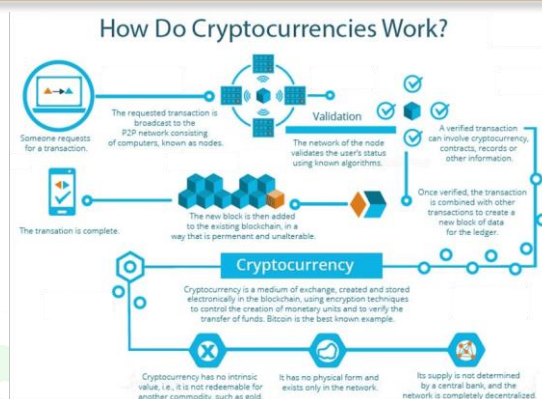 How Do Cryptocurrencies Work?
Someone requests
for a transaction.
The requested transaction is
broadcast to the
P2P network consisting
of computers, known as nodes.
Validation
The network of the node
validates the user's status
using known algorithms.
A verified transaction
can involve cryptocurrency,
contracts, records or
other information.
Once verified, the transaction
is combined with other
transactions to create a
new block of data
for the ledger.
The new block is then added
to the existing blockchain, in a
way that is permenent and unalterable.
The transation is complete.
Cryptocurrency
Cryptocurrency is a medium of exchange, created and stored
electronically in the blockchain, using encryption techniques
to control the creation of monetary units and to verify the
transfer of funds. Bitcoin is the best known example.
Cryptocurrency has no intrinsic
value, i.e., it is not redeemable for
another commodity, such as gold
It has no physical form and
exists only in the network.
Its supply is not determined
by a central bank, and the
network is completely decentralized.